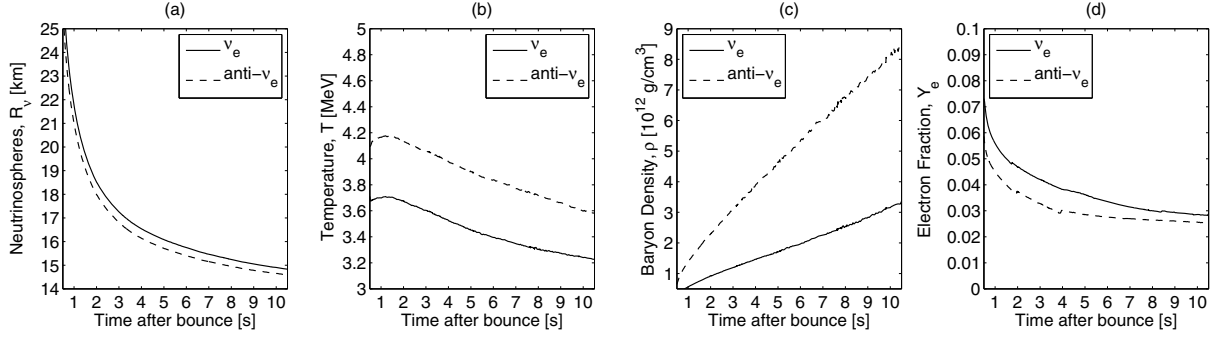 (a)
25
24
23
22
21
20
19
18
17
16
15
14
1 2 3 4 5 6 7 8 9 10
Time after bounce [s]
Neutrinospheres, R_ν [km]
ν_e
anti−ν_e
(b)
5
4.8
4.6
4.4
4.2
4
3.8
3.6
3.4
3.2
3
1 2 3 4 5 6 7 8 9 10
Time after bounce [s]
Temperature, T [MeV]
ν_e
anti−ν_e
(c)
9
8
7
6
5
4
3
2
1
1 2 3 4 5 6 7 8 9 10
Time after bounce [s]
Baryon Density, ρ [10^12 g/cm^3]
ν_e
anti−ν_e
(d)
0.1
0.09
0.08
0.07
0.06
0.05
0.04
0.03
0.02
0.01
0
1 2 3 4 5 6 7 8 9 10
Time after bounce [s]
Electron Fraction, Y_e
ν_e
anti−ν_e